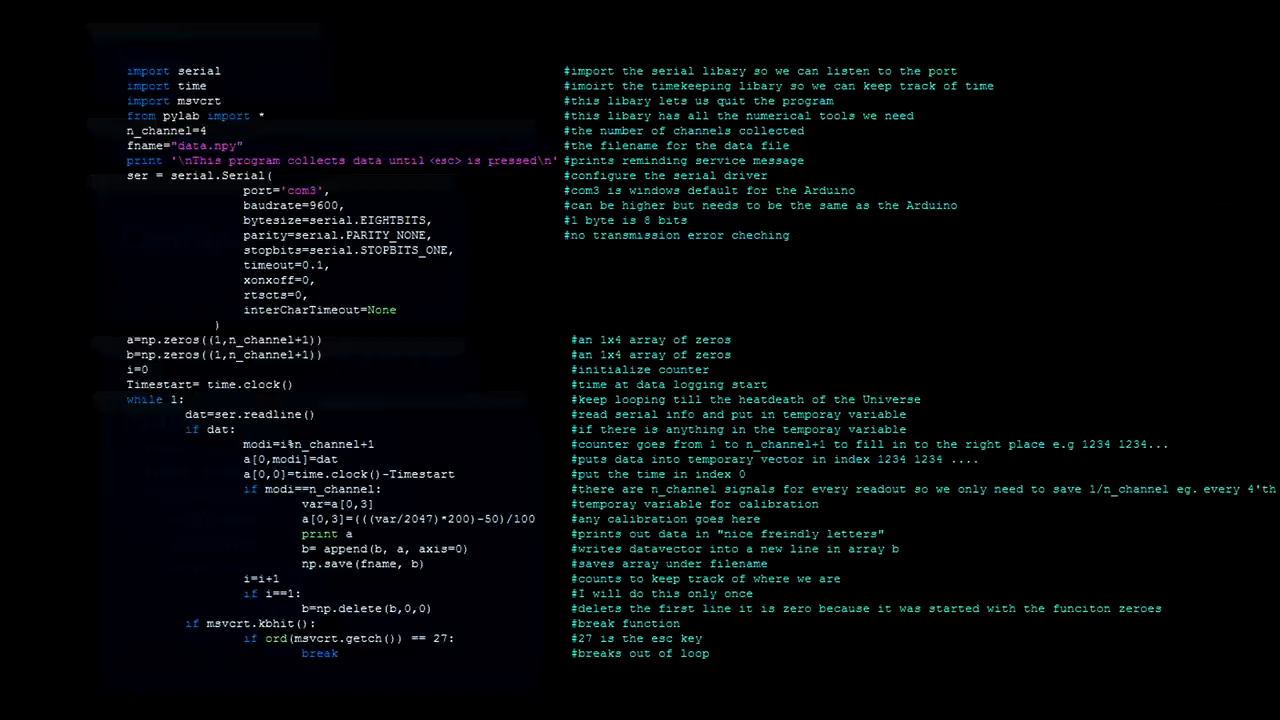 import serial #import the serial libary so we can listen to the port
import time #imoirt the timekeeping libary so we can keep track of time
import msvcrt #this libary lets us quit the program
from pylab import * #this libary has all the numerical tools we need
n_channel=4 #the number of channels collected
fname="data.npy" #the filename for the data file
print '\nThis program collects data until <esc> is pressed\n' #prints reminding service message
ser = serial.Serial( #configure the serial driver
port='com3', #com3 is windows default for the Arduino
baudrate=9600, #can be higher but needs to be the same as the Arduino
bytesize=serial.EIGHTBITS, #1 byte is 8 bits
parity=serial.PARITY_NONE, #no transmission error cheching
stopbits=serial.STOPBITS_ONE,
timeout=0.1,
xonxoff=0,
rtscts=0,
interCharTimeout=None
)
a=np.zeros((1,n_channel+1)) #an 1x4 array of zeros
b=np.zeros((1,n_channel+1)) #an 1x4 array of zeros
i=0 #initialize counter
Timestart= time.clock() #time at data logging start
while 1: #keep looping till the heatdeath of the Universe
dat=ser.readline() #read serial info and put in temporay variable
if dat: #if there is anything in the temporay variable
modi=i%n_channel+1 #counter goes from 1 to n_channel+1 to fill in to the right place e.g 1234 1234...
a[0,modi]=dat #puts data into temporary vector in index 1234 1234 ....
a[0,0]=time.clock()-Timestart #put the time in index 0
if modi==n_channel: #there are n_channel signals for every readout so we only need to save 1/n_channel eg. every 4'th
var=a[0,3] #temporay variable for calibration
a[0,3]=(((var/2047)*200)-50)/100 #any calibration goes here
print a #prints out data in "nice freindly letters"
b= append(b, a, axis=0) #writes datavector into a new line in array b
np.save(fname, b) #saves array under filename
i=i+1 #counts to keep track of where we are
if i==1: #I will do this only once
b=np.delete(b,0,0) #deletes the first line it is zero because it was started with the funciton zeroes
if msvcrt.kbhit(): #break function
if ord(msvcrt.getch()) == 27: #27 is the esc key
break #breaks out of loop